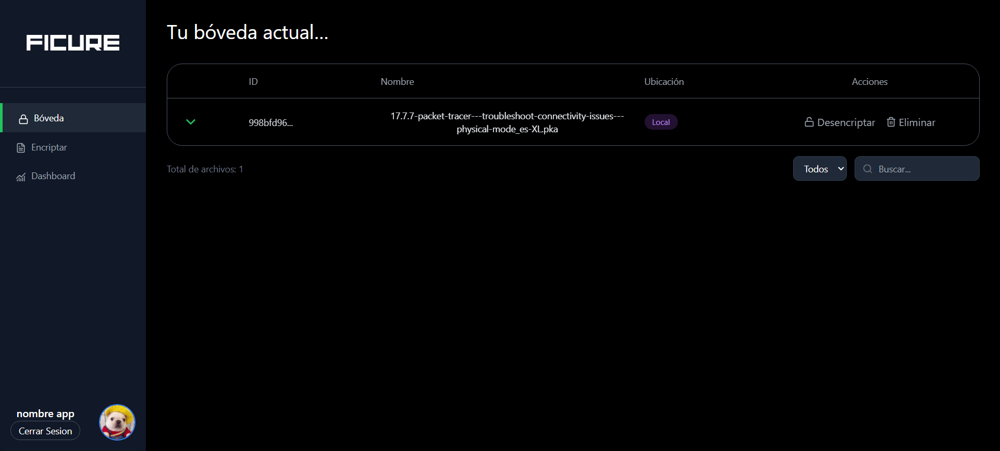 FICURE
Bóveda
Encriptar
Dashboard
nombre app
Cerrar Sesion
Tu bóveda actual...
ID Nombre Ubicación Acciones
998bfd96... 17.7.7-packet-tracer---troubleshoot-connectivity-issues---
physical-mode_es-XL.pka Local Desencriptar Eliminar
Total de archivos: 1 Todos Buscar...